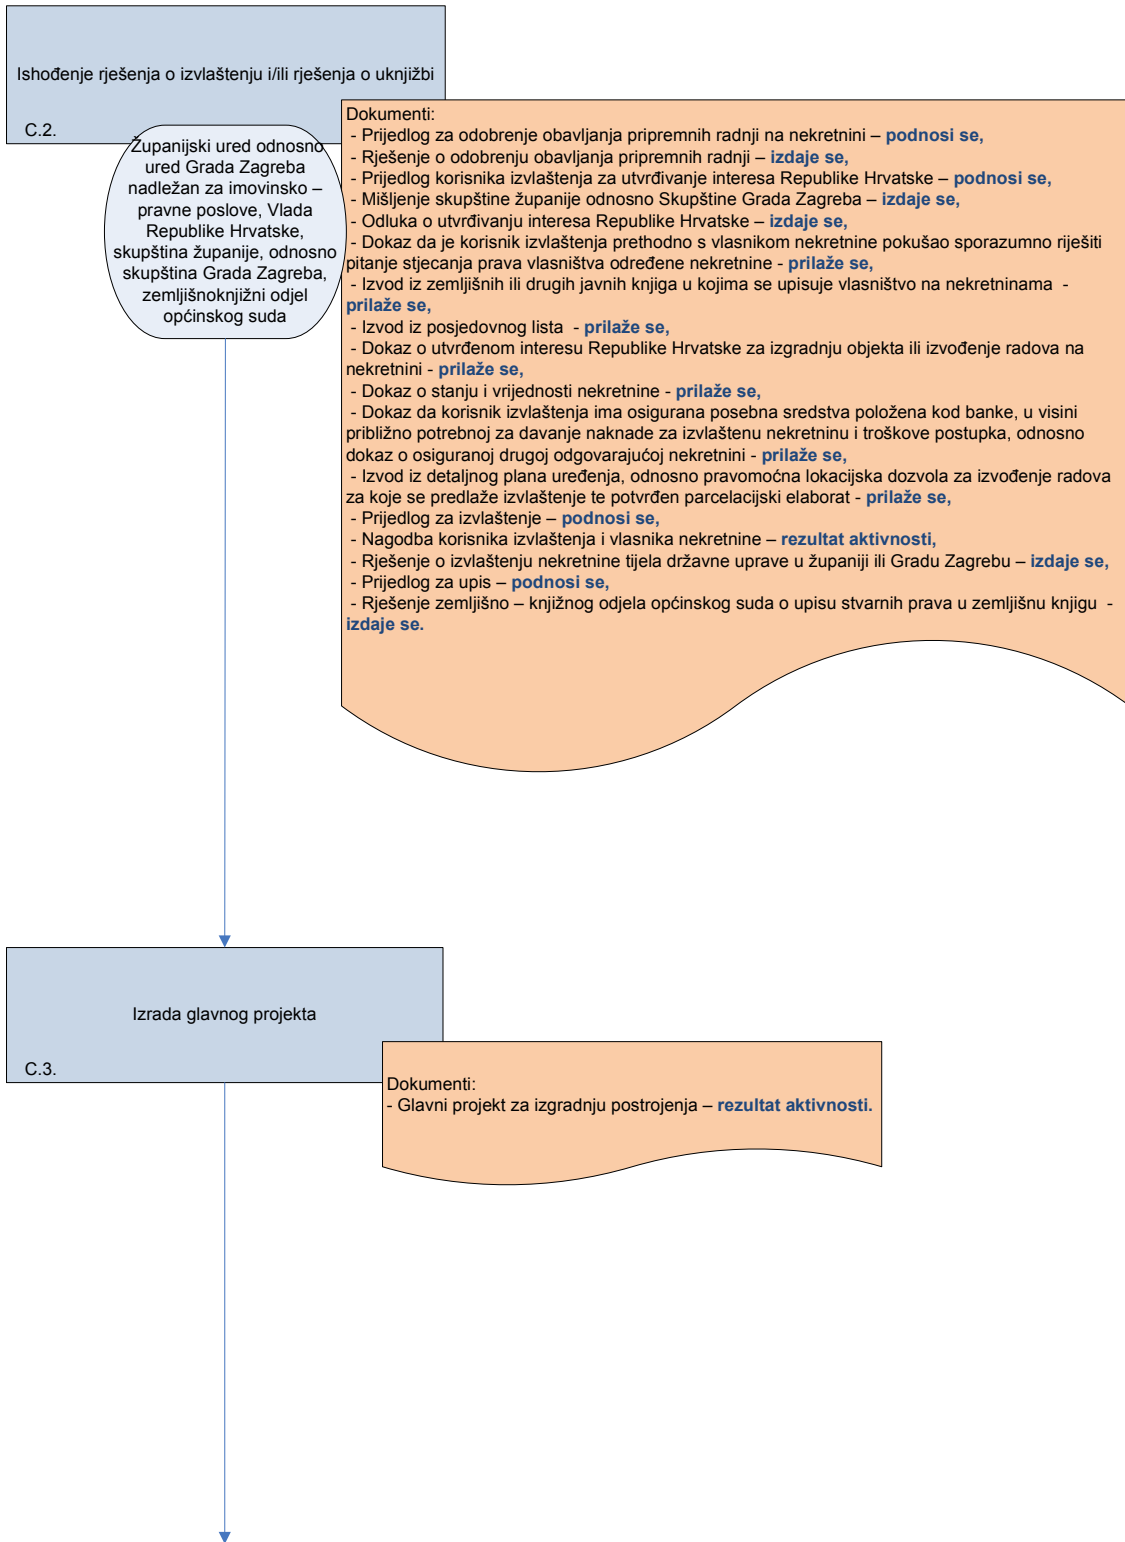 Ishođenje rješenja o izvlaštenju i/ili rješenja o uknjižbi
C.2.
Županijski ured odnosno
ured Grada Zagreba
nadležan za imovinsko –
pravne poslove, Vlada
Republike Hrvatske,
skupština županije, odnosno
skupština Grada Zagreba,
zemljišnoknjižni odjel
općinskog suda
Dokumenti:
- Prijedlog za odobrenje obavljanja pripremnih radnji na nekretnini – podnosi se,
- Rješenje o odobrenju obavljanja pripremnih radnji – izdaje se,
- Prijedlog korisnika izvlaštenja za utvrđivanje interesa Republike Hrvatske – podnosi se,
- Mišljenje skupštine županije odnosno Skupštine Grada Zagreba – izdaje se,
- Odluka o utvrđivanju interesa Republike Hrvatske – izdaje se,
- Dokaz da je korisnik izvlaštenja prethodno s vlasnikom nekretnine pokušao sporazumno riješiti
pitanje stjecanja prava vlasništva određene nekretnine - prilaže se,
- Izvod iz zemljišnih ili drugih javnih knjiga u kojima se upisuje vlasništvo na nekretninama -
prilaže se,
- Izvod iz posjedovnog lista - prilaže se,
- Dokaz o utvrđenom interesu Republike Hrvatske za izgradnju objekta ili izvođenje radova na
nekretnini - prilaže se,
- Dokaz o stanju i vrijednosti nekretnine - prilaže se,
- Dokaz da korisnik izvlaštenja ima osigurana posebna sredstva položena kod banke, u visini
približno potrebnoj za davanje naknade za izvlaštenu nekretninu i troškove postupka, odnosno
dokaz o osiguranoj drugoj odgovarajućoj nekretnini - prilaže se,
- Izvod iz detaljnog plana uređenja, odnosno pravomoćna lokacijska dozvola za izvođenje radova
za koje se predlaže izvlaštenje te potvrđen parcelacijski elaborat - prilaže se,
- Prijedlog za izvlaštenje – podnosi se,
- Nagodba korisnika izvlaštenja i vlasnika nekretnine – rezultat aktivnosti,
- Rješenje o izvlaštenju nekretnine tijela državne uprave u županiji ili Gradu Zagrebu – izdaje se,
- Prijedlog za upis – podnosi se,
- Rješenje zemljišno – knjižnog odjela općinskog suda o upisu stvarnih prava u zemljišnu knjigu -
izdaje se.
Izrada glavnog projekta
C.3.
Dokumenti:
- Glavni projekt za izgradnju postrojenja – rezultat aktivnosti.